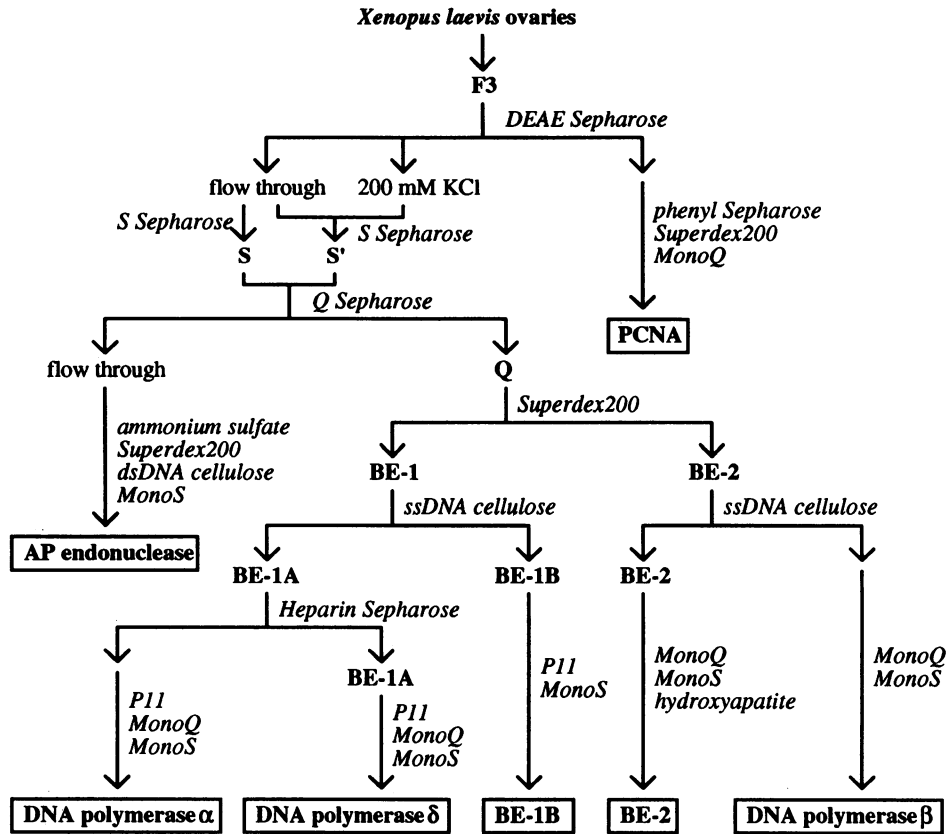 Xenopus laevis ovaries
F3
DEAE Sepharose
flow through
200 mM KCl
S Sepharose
S Sepharose
phenyl Sepharose
Superdex200
MonoQ
S
S'
Q Sepharose
PCNA
flow through
Q
Superdex200
ammonium sulfate
Superdex200
dsDNA cellulose
MonoS
BE-1
BE-2
ssDNA cellulose
ssDNA cellulose
AP endonuclease
BE-1A
BE-1B
BE-2
Heparin Sepharose
BE-1A
P11
MonoS
MonoQ
MonoS
hydroxyapatite
MonoQ
MonoS
P11
MonoQ
MonoS
P11
MonoQ
MonoS
DNA polymerase α
DNA polymerase δ
BE-1B
BE-2
DNA polymerase β